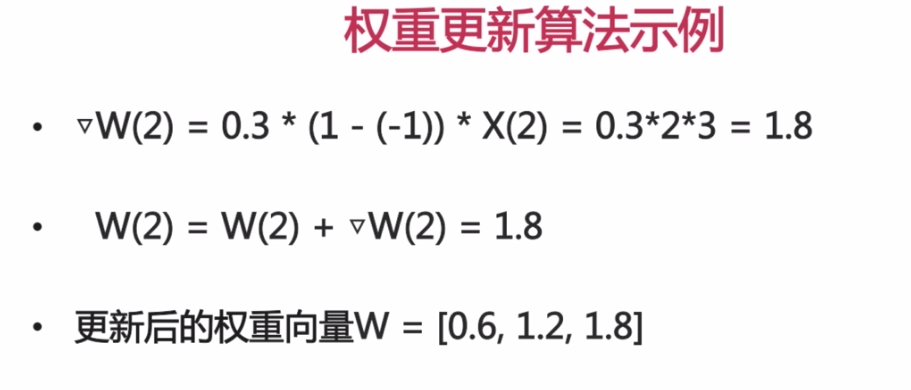 权重更新算法示例
• ▽W(2) = 0.3 * (1 - (-1)) * X(2) = 0.3*2*3 = 1.8
• W(2) = W(2) + ▽W(2) = 1.8
• 更新后的权重向量W = [0.6, 1.2, 1.8]